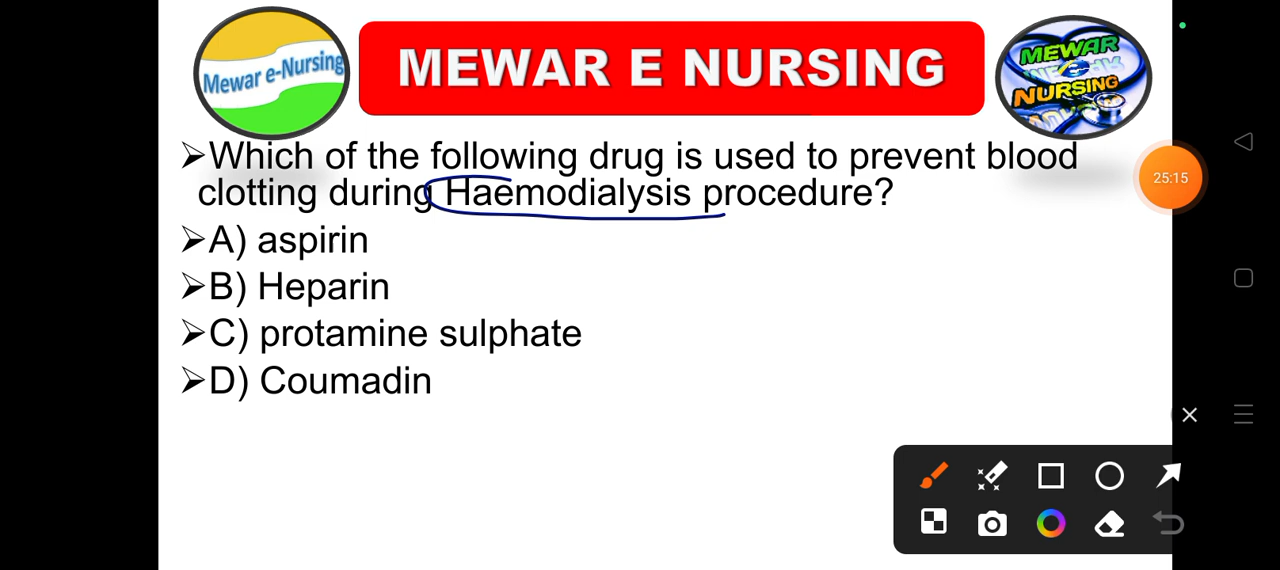 Mewar e-Nursing
MEWAR E NURSING
MEWAR
NURSING
➢Which of the following drug is used to prevent blood
clotting during Haemodialysis procedure?
➢A) aspirin
➢B) Heparin
➢C) protamine sulphate
➢D) Coumadin
25:15